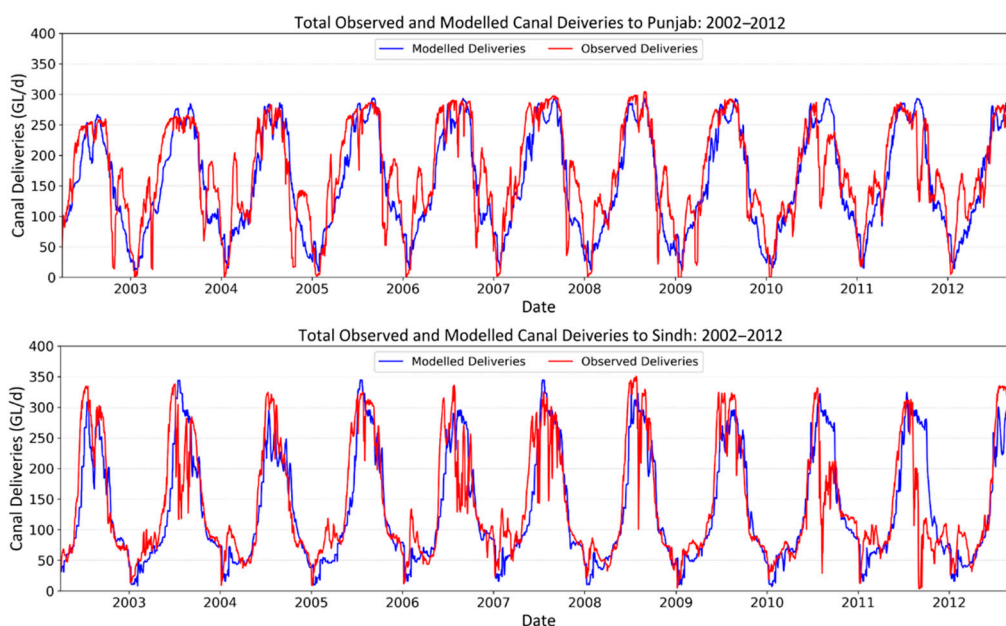 Total Observed and Modelled Canal Deiveries to Punjab: 2002–2012
Modelled Deliveries Observed Deliveries
Canal Deliveries (GL/d)
400
350
300
250
200
150
100
50
0
2003 2004 2005 2006 2007 2008 2009 2010 2011 2012
Date
Total Observed and Modelled Canal Deiveries to Sindh: 2002–2012
Modelled Deliveries Observed Deliveries
Canal Deliveries (GL/d)
400
350
300
250
200
150
100
50
0
2003 2004 2005 2006 2007 2008 2009 2010 2011 2012
Date